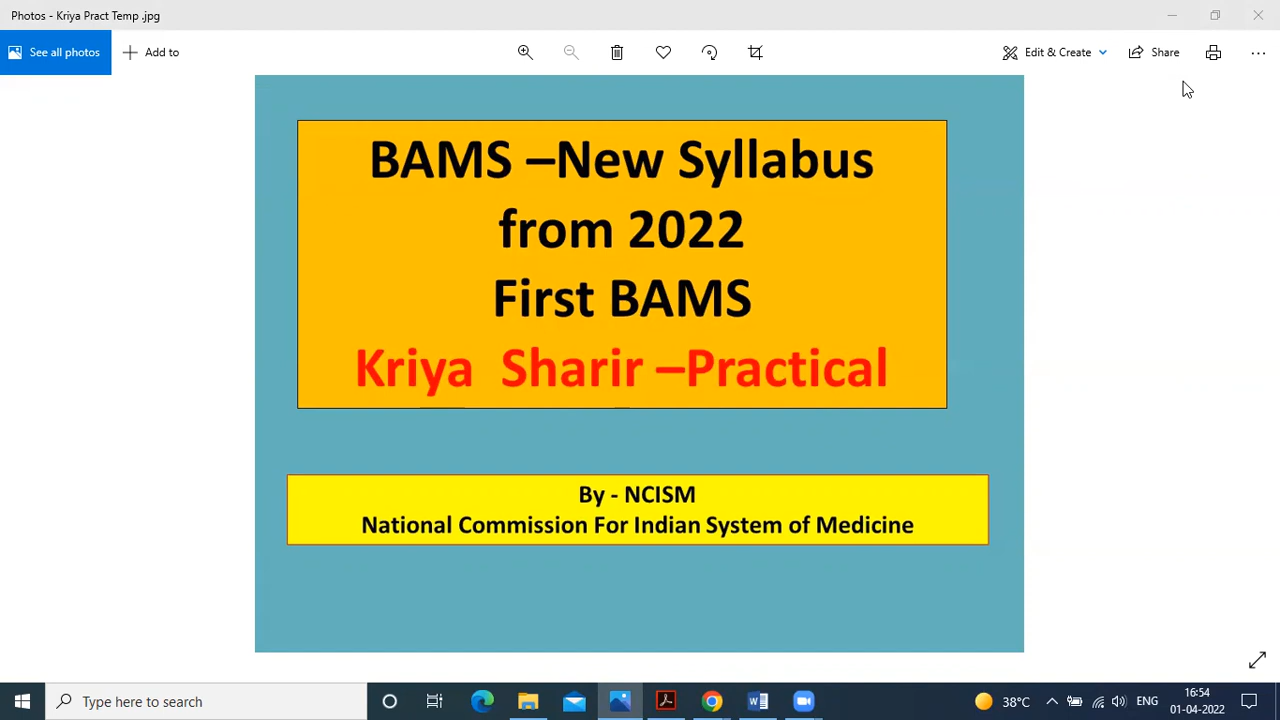 Photos - Kriya Pract Temp .jpg
See all photos
Add to
Edit & Create
Share
BAMS –New Syllabus
from 2022
First BAMS
Kriya Sharir –Practical
By - NCISM
National Commission For Indian System of Medicine
Type here to search
38°C
ENG
16:54
01-04-2022